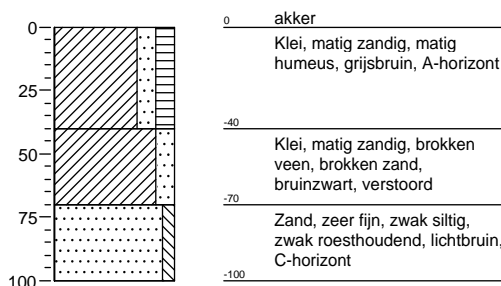 0
25
50
75
100
0
akker
Klei, matig zandig, matig
humeus, grijsbruin, A-horizont
-40
Klei, matig zandig, brokken
veen, brokken zand,
bruinzwart, verstoord
-70
Zand, zeer fijn, zwak siltig,
zwak roesthoudend, lichtbruin,
C-horizont
-100